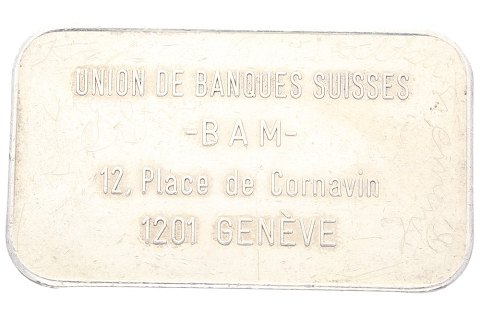 UNION DE BANQUES SUISSES
-BAM-
12, Place de Cornavin
1201 GENÈVE